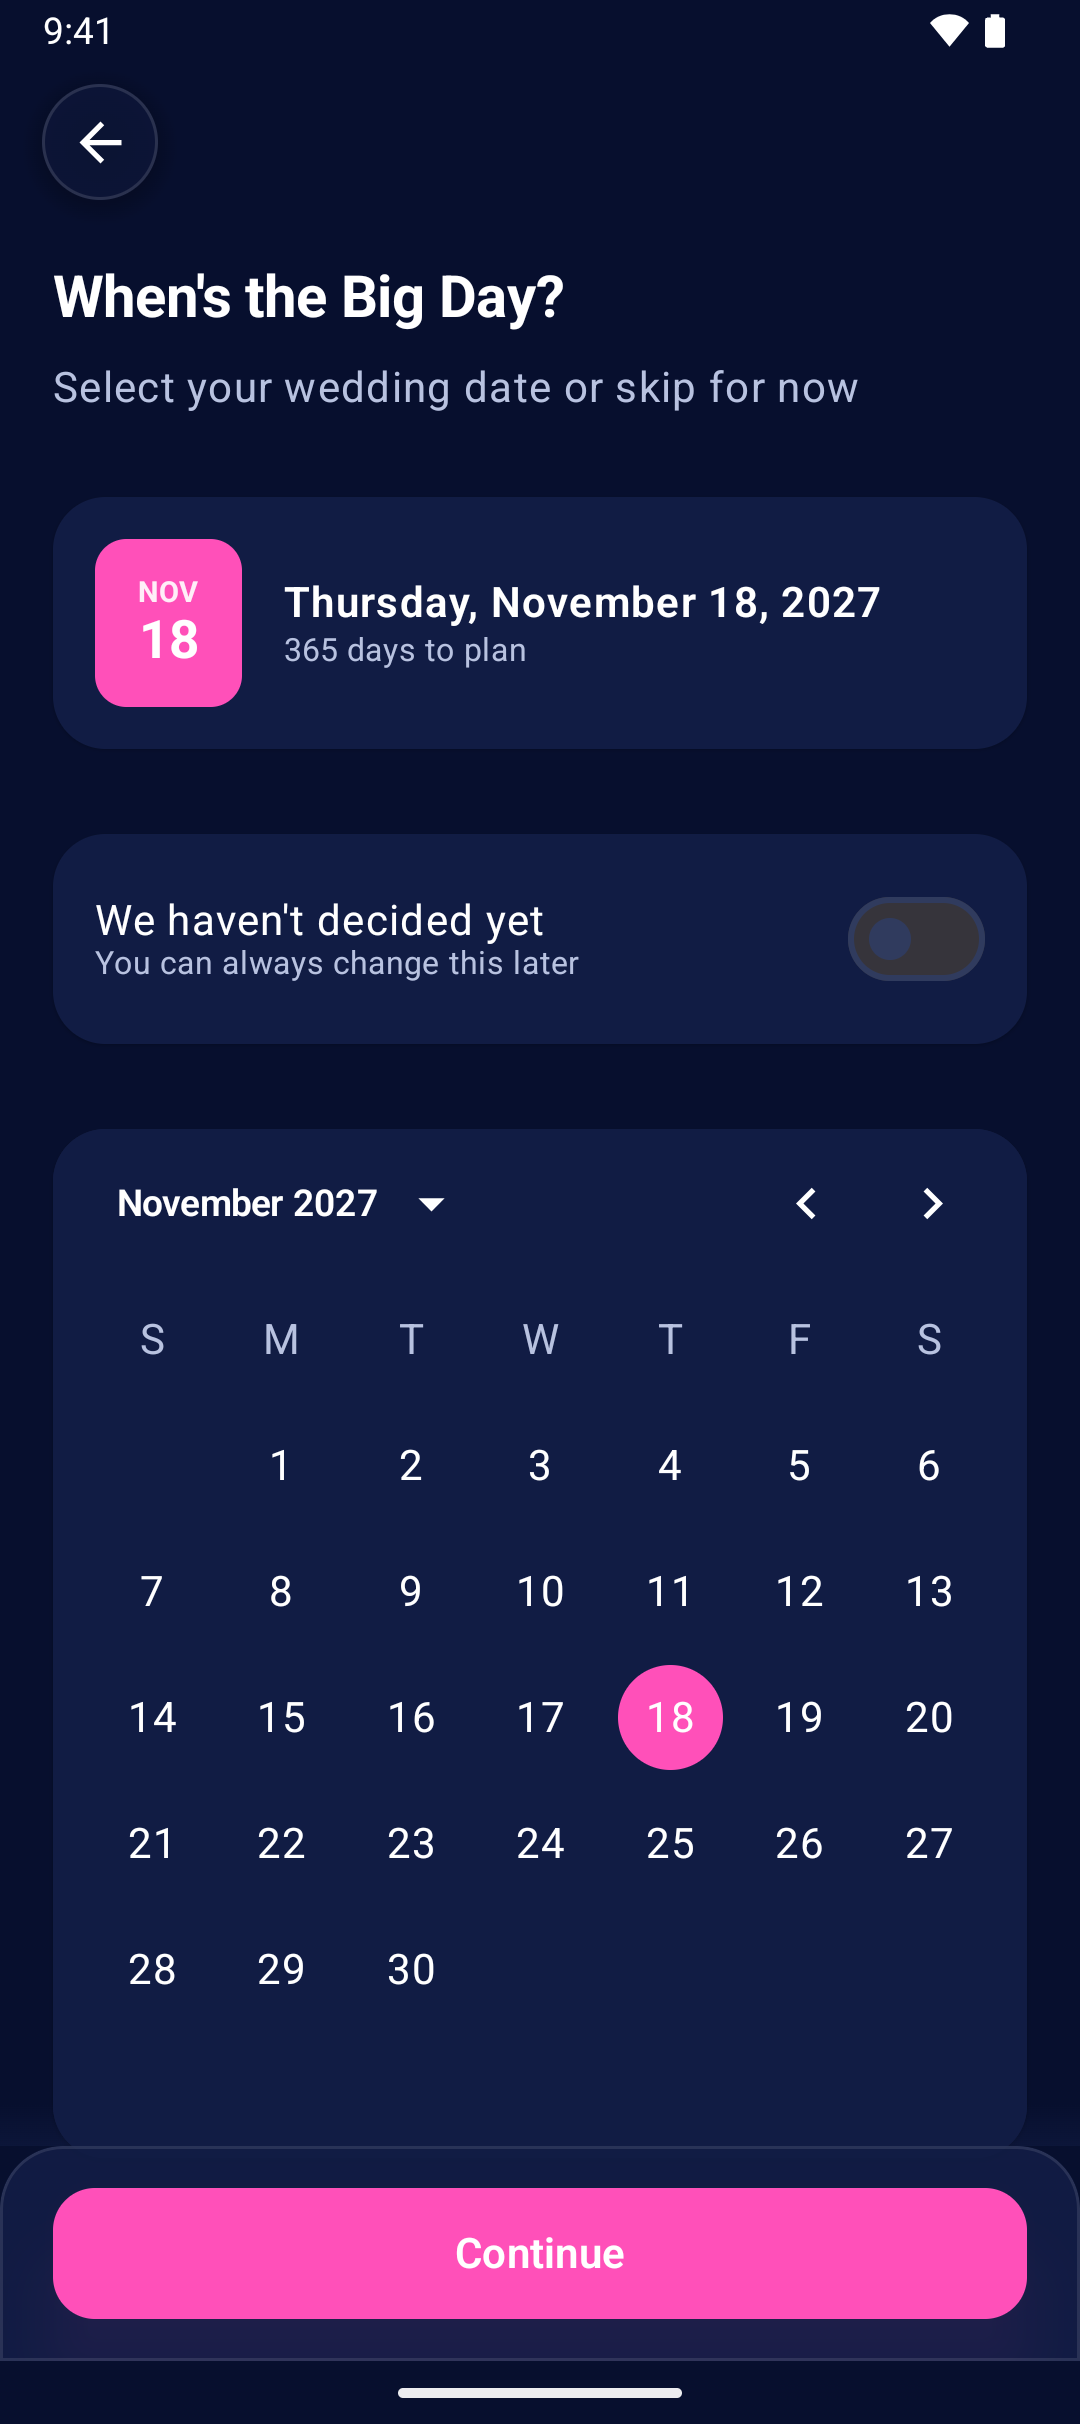 9:41
When's the Big Day?
Select your wedding date or skip for now
NOV
18
Thursday, November 18, 2027
365 days to plan
We haven't decided yet
You can always change this later
November 2027
S M T W T F S
1 2 3 4 5 6
7 8 9 10 11 12 13
14 15 16 17 18 19 20
21 22 23 24 25 26 27
28 29 30
Continue